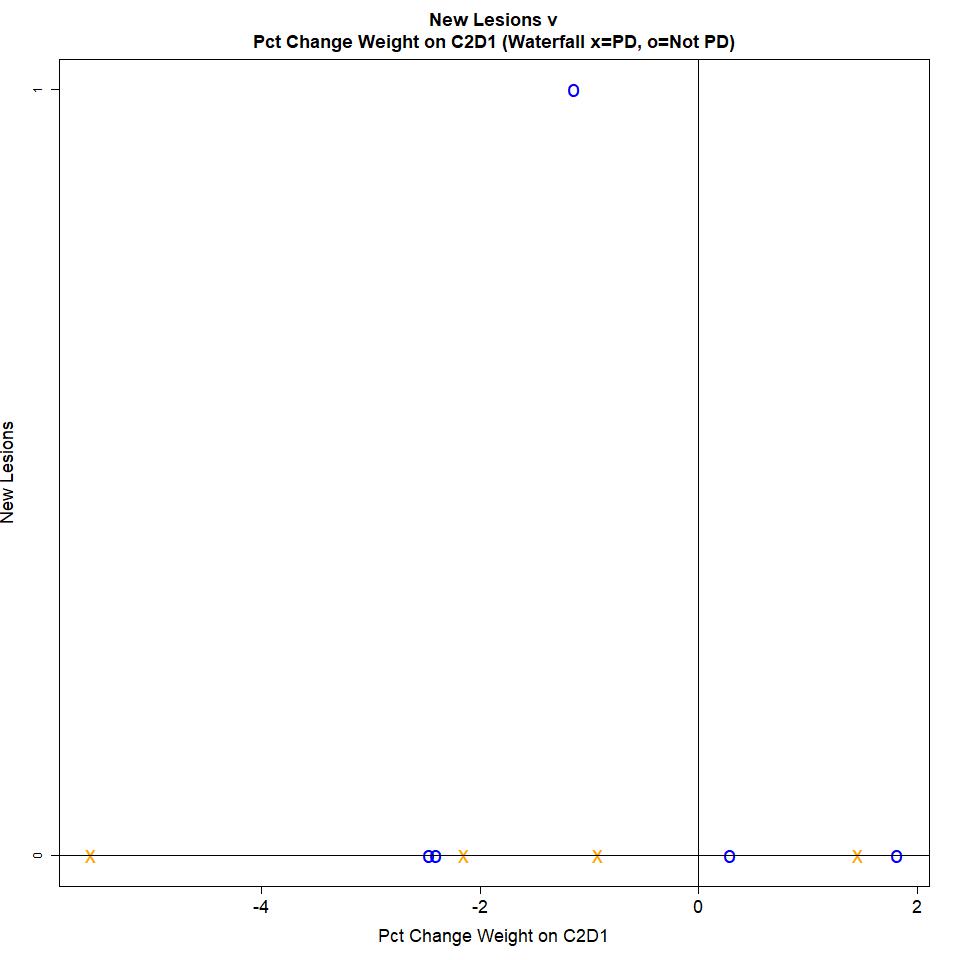 New Lesions v
Pct Change Weight on C2D1 (Waterfall x=PD, o=Not PD)
1
o
New Lesions
0
x oo x x o x o
-4 -2 0 2
Pct Change Weight on C2D1